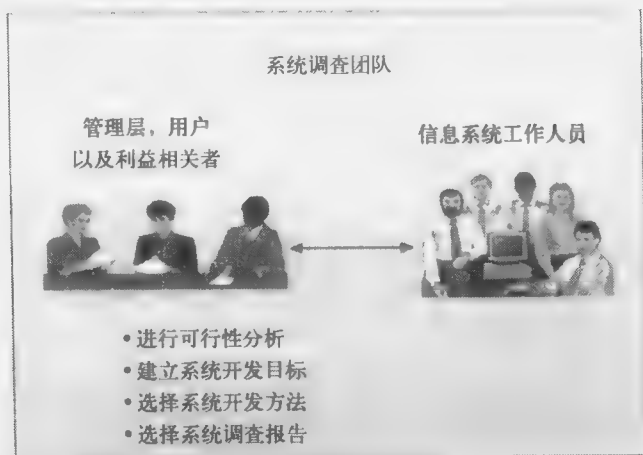 系统调查团队
管理层，用户
以及利益相关者
信息系统工作人员
• 进行可行性分析
• 建立系统开发目标
• 选择系统开发方法
• 选择系统调查报告